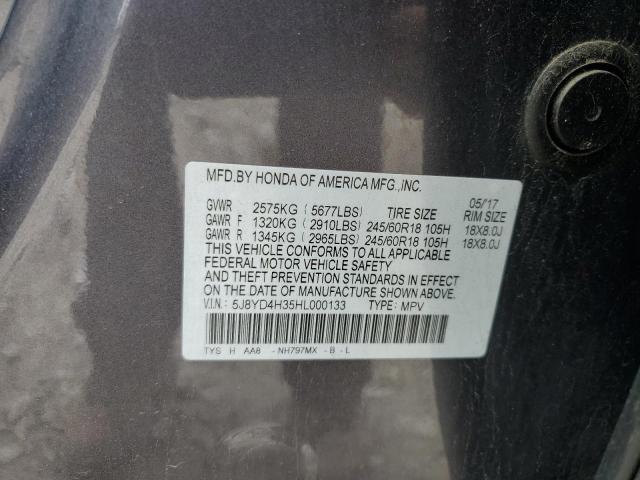 MFD.BY HONDA OF AMERICA MFG.,INC.
05/17
GVWR 2575KG ( 5677LBS) TIRE SIZE RIM SIZE
GAWR F 1320KG ( 2910LBS) 245/60R18 105H 18X8.0J
GAWR R 1345KG ( 2965LBS) 245/60R18 105H 18X8.0J
THIS VEHICLE CONFORMS TO ALL APPLICABLE
FEDERAL MOTOR VEHICLE SAFETY
AND THEFT PREVENTION STANDARDS IN EFFECT
ON THE DATE OF MANUFACTURE SHOWN ABOVE.
V.I.N.: 5J8YD4H35HL000133 TYPE: MPV
TYS H AA8 - NH797MX - B - L